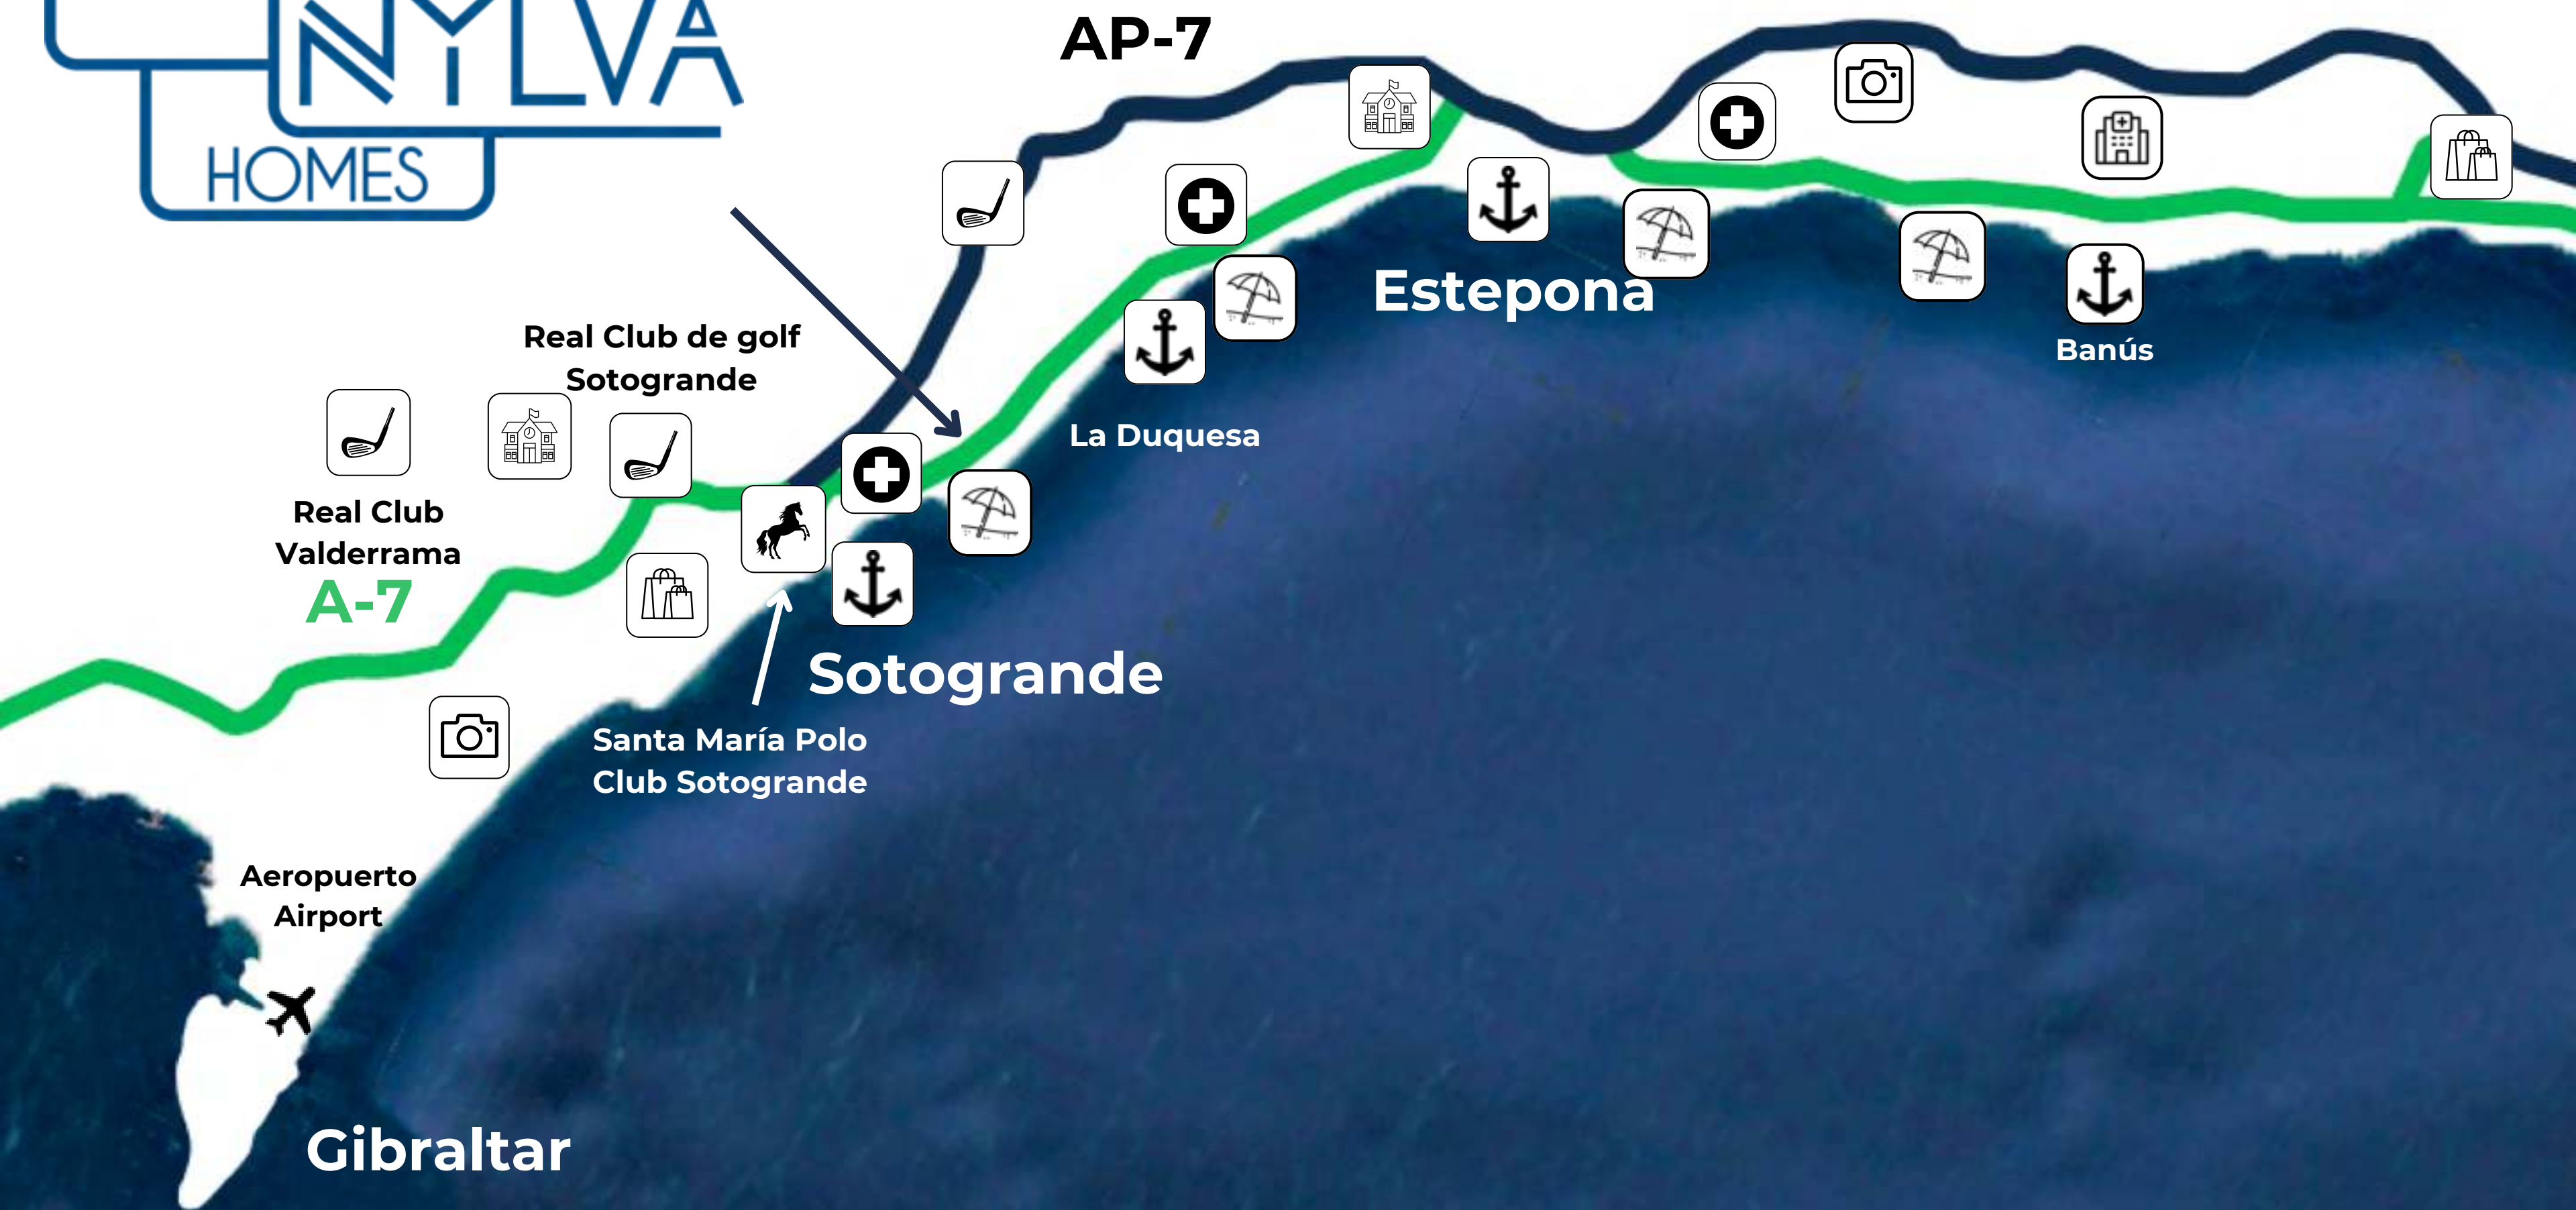 NYLVA
HOMES
AP-7
Estepona
Banús
La Duquesa
Real Club de golf
Sotogrande
Real Club
Valderrama
A-7
Sotogrande
Santa María Polo
Club Sotogrande
Aeropuerto
Airport
Gibraltar